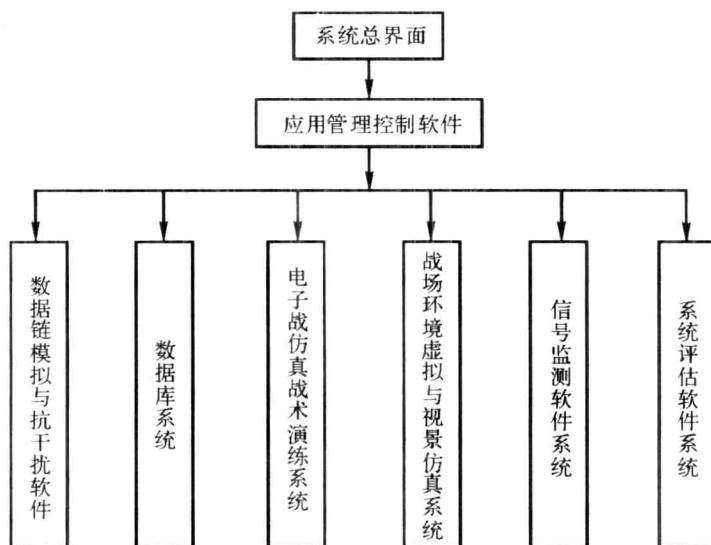 系统总界面
应用管理控制软件
数据链模拟与抗干扰软件
数据库系统
电子战仿真战术演练系统
战场环境虚拟与视景仿真系统
信号监测软件系统
系统评估软件系统